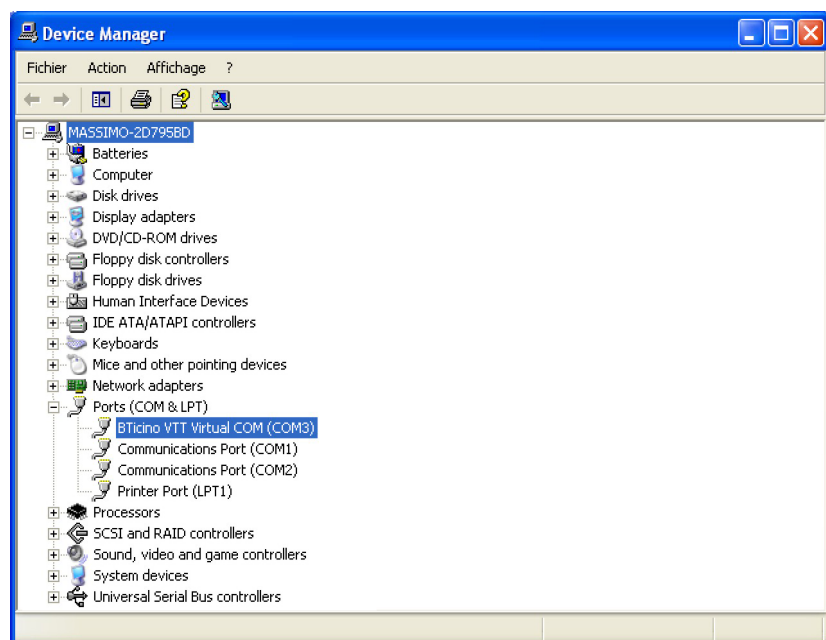 Device Manager
Fichier Action Affichage ?
MASSIMO-2D795BD
Batteries
Computer
Disk drives
Display adapters
DVD/CD-ROM drives
Floppy disk controllers
Floppy disk drives
Human Interface Devices
IDE ATA/ATAPI controllers
Keyboards
Mice and other pointing devices
Network adapters
Ports (COM & LPT)
BTicino VTT Virtual COM (COM3)
Communications Port (COM1)
Communications Port (COM2)
Printer Port (LPT1)
Processors
SCSI and RAID controllers
Sound, video and game controllers
System devices
Universal Serial Bus controllers